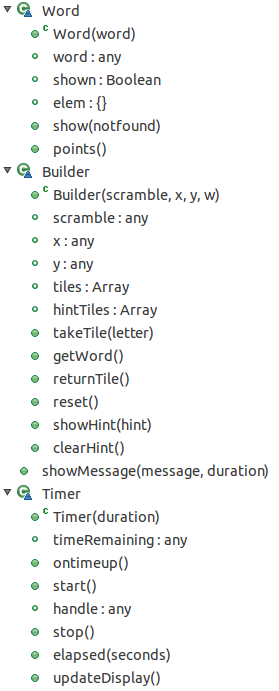 Word
Word(word)
word : any
shown : Boolean
elem : {}
show(notfound)
points()
Builder
Builder(scramble, x, y, w)
scramble : any
x : any
y : any
tiles : Array
hintTiles : Array
takeTile(letter)
getWord()
returnTile()
reset()
showHint(hint)
clearHint()
showMessage(message, duration)
Timer
Timer(duration)
timeRemaining : any
ontimeup()
start()
handle : any
stop()
elapsed(seconds)
updateDisplay()